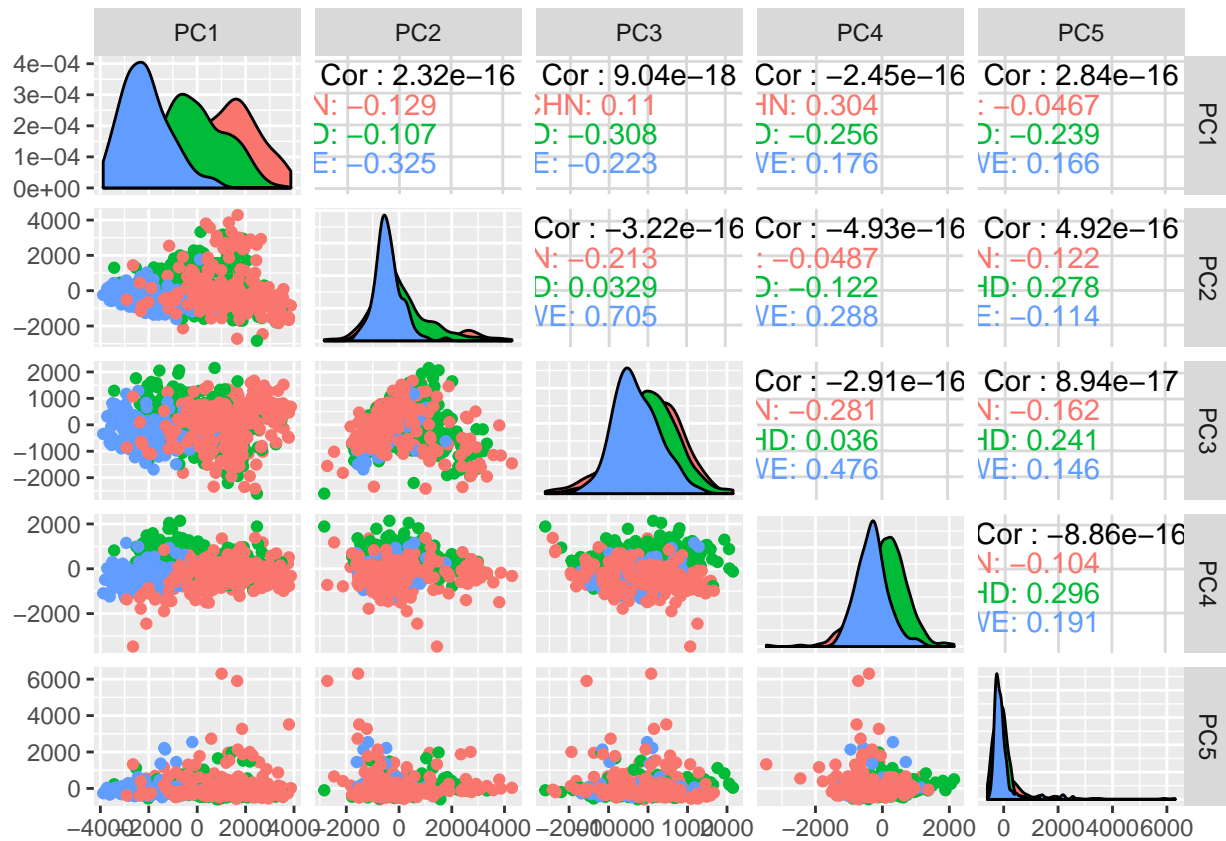 PC1 PC2 PC3 PC4 PC5
4e−04
3e−04
2e−04
1e−04
0e+00
Cor : 2.32e−16
N: −0.129
D: −0.107
E: −0.325
Cor : 9.04e−18
CHN: 0.11
D: −0.308
E: −0.223
Cor : −2.45e−16
HN: 0.304
D: −0.256
WE: 0.176
Cor : 2.84e−16
: −0.0467
D: −0.239
WE: 0.166
PC1
4000
2000
0
−2000
Cor : −3.22e−16
N: −0.213
D: 0.0329
WE: 0.705
Cor : −4.93e−16
: −0.0487
D: −0.122
WE: 0.288
Cor : 4.92e−16
N: −0.122
HD: 0.278
E: −0.114
PC2
2000
1000
0
−1000
−2000
Cor : −2.91e−16
N: −0.281
HD: 0.036
WE: 0.476
Cor : 8.94e−17
N: −0.162
HD: 0.241
WE: 0.146
PC3
2000
0
−2000
Cor : −8.86e−16
N: −0.104
HD: 0.296
WE: 0.191
PC4
6000
4000
2000
0
PC5
−4000 −2000 0 2000 4000 −2000 0 2000 4000 −2000 −1000 0 1000 2000 −2000 0 2000 0 2000 4000 6000